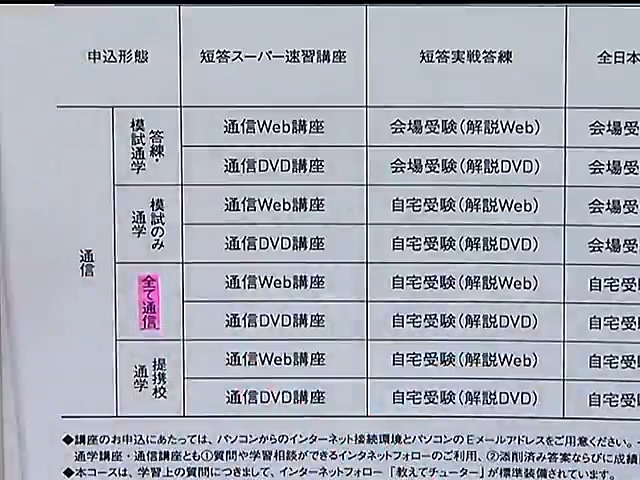 申込形態 短答スーパー速習講座 短答実戦答練 全日本
通信
答練・模試通学
通信Web講座 会場受験(解説Web) 会場受
通信DVD講座 会場受験(解説DVD) 会場受
模試のみ通学
通信Web講座 自宅受験(解説Web) 会場受
通信DVD講座 自宅受験(解説DVD) 会場受
全て通信
通信Web講座 自宅受験(解説Web) 自宅受
通信DVD講座 自宅受験(解説DVD) 自宅受
提携校通学
通信Web講座 自宅受験(解説Web) 自宅受
通信DVD講座 自宅受験(解説DVD) 自宅受
◆講座のお申込にあたっては、パソコンからのインターネット接続環境とパソコンのEメールアドレスをご用意ください。
通学講座・通信講座とも①質問や学習相談ができるインタネットフォローのご利用、②添削済み答案ならびに成績
◆本コースは、学習上の質問につきまして、インターネットフォロー「教えてチューター」が標準装備されています。